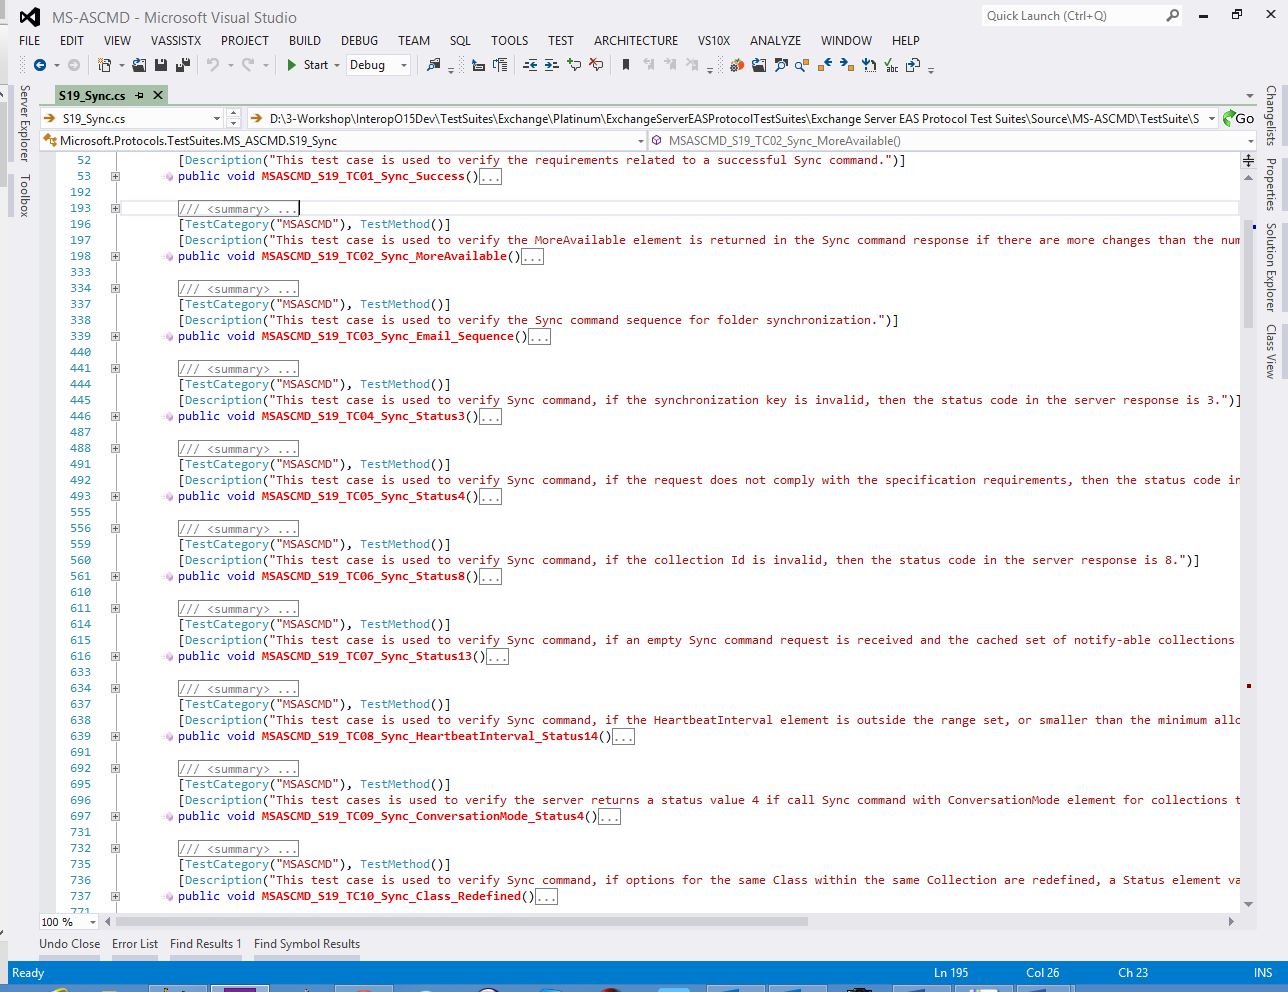 MS-ASCMD - Microsoft Visual Studio
Quick Launch (Ctrl+Q)
FILE EDIT VIEW VASSISTX PROJECT BUILD DEBUG TEAM SQL TOOLS TEST ARCHITECTURE VS10X ANALYZE WINDOW HELP
Start Debug
S19_Sync.cs
S19_Sync.cs D:\3-Workshop\InteropO15Dev\TestSuites\Exchange\Platinum\ExchangeServerEASProtocolTestSuites\Exchange Server EAS Protocol Test Suites\Source\MS-ASCMD\TestSuite\S Go
Microsoft.Protocols.TestSuites.MS_ASCMD.S19_Sync MSASCMD_S19_TC02_Sync_MoreAvailable()
Server Explorer
Toolbox
52 [Description("This test case is used to verify the requirements related to a successful Sync command.")]
53 public void MSASCMD_S19_TC01_Sync_Success()...
192
193 /// <summary> ...
196 [TestCategory("MSASCMD"), TestMethod()]
197 [Description("This test case is used to verify the MoreAvailable element is returned in the Sync command response if there are more changes than the num
198 public void MSASCMD_S19_TC02_Sync_MoreAvailable()...
333
334 /// <summary> ...
337 [TestCategory("MSASCMD"), TestMethod()]
338 [Description("This test case is used to verify the Sync command sequence for folder synchronization.")]
339 public void MSASCMD_S19_TC03_Sync_Email_Sequence()...
440
441 /// <summary> ...
444 [TestCategory("MSASCMD"), TestMethod()]
445 [Description("This test case is used to verify Sync command, if the synchronization key is invalid, then the status code in the server response is 3.")]
446 public void MSASCMD_S19_TC04_Sync_Status3()...
487
488 /// <summary> ...
491 [TestCategory("MSASCMD"), TestMethod()]
492 [Description("This test case is used to verify Sync command, if the request does not comply with the specification requirements, then the status code in
493 public void MSASCMD_S19_TC05_Sync_Status4()...
555
556 /// <summary> ...
559 [TestCategory("MSASCMD"), TestMethod()]
560 [Description("This test case is used to verify Sync command, if the collection Id is invalid, then the status code in the server response is 8.")]
561 public void MSASCMD_S19_TC06_Sync_Status8()...
610
611 /// <summary> ...
614 [TestCategory("MSASCMD"), TestMethod()]
615 [Description("This test case is used to verify Sync command, if an empty Sync command request is received and the cached set of notify-able collections
616 public void MSASCMD_S19_TC07_Sync_Status13()...
633
634 /// <summary> ...
637 [TestCategory("MSASCMD"), TestMethod()]
638 [Description("This test case is used to verify Sync command, if the HeartbeatInterval element is outside the range set, or smaller than the minimum allo
639 public void MSASCMD_S19_TC08_Sync_HeartbeatInterval_Status14()...
691
692 /// <summary> ...
695 [TestCategory("MSASCMD"), TestMethod()]
696 [Description("This test cases is used to verify the server returns a status value 4 if call Sync command with ConversationMode element for collections t
697 public void MSASCMD_S19_TC09_Sync_ConversationMode_Status4()...
731
732 /// <summary> ...
735 [TestCategory("MSASCMD"), TestMethod()]
736 [Description("This test case is used to verify Sync command, if options for the same Class within the same Collection are redefined, a Status element va
737 public void MSASCMD_S19_TC10_Sync_Class_Redefined()...
771
Changelists
Properties
Solution Explorer
Class View
100 %
Undo Close Error List Find Results 1 Find Symbol Results
Ready Ln 195 Col 26 Ch 23 INS